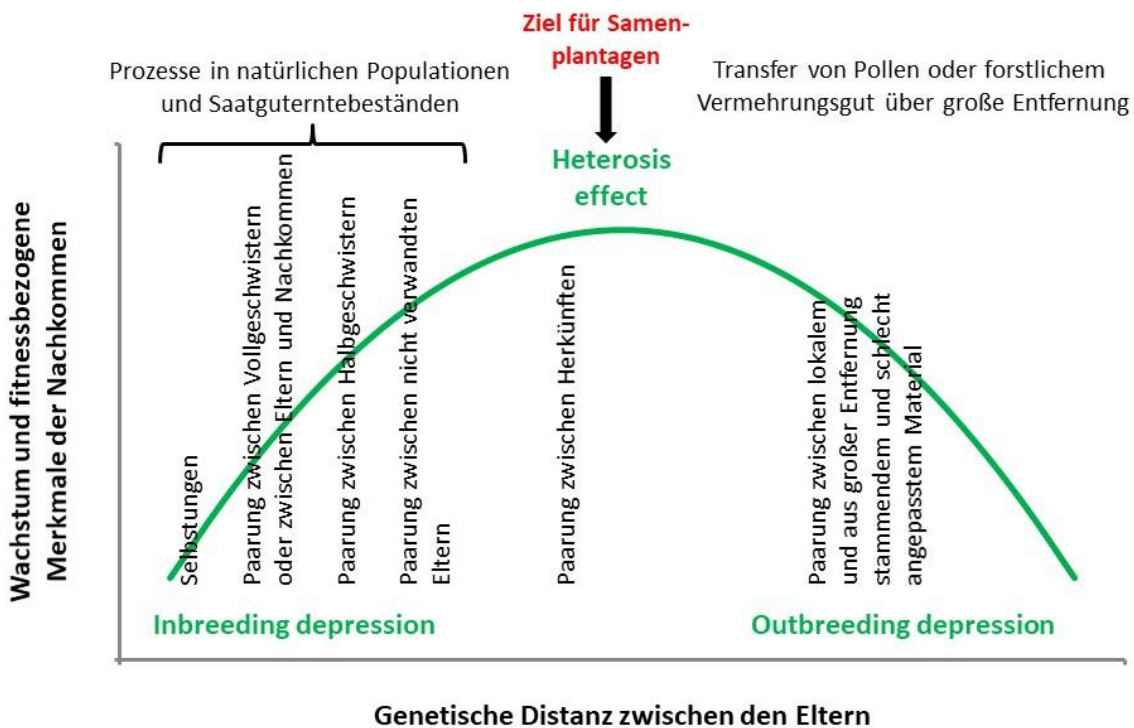 Ziel für Samen-
plantagen
Prozesse in natürlichen Populationen
und Saatguterntebeständen
Transfer von Pollen oder forstlichem
Vermehrungsgut über große Entfernung
Heterosis
effect
Wachstum und fitnessbezogene
Merkmale der Nachkommen
Selbstungen
Paarung zwischen Vollgeschwistern
oder zwischen Eltern und Nachkommen
Paarung zwischen Halbgeschwistern
Paarung zwischen nicht verwandten
Eltern
Paarung zwischen Herkünften
Paarung zwischen lokalem
und aus großer Entfernung
stammendem und schlecht
angepasstem Material
Inbreeding depression
Outbreeding depression
Genetische Distanz zwischen den Eltern